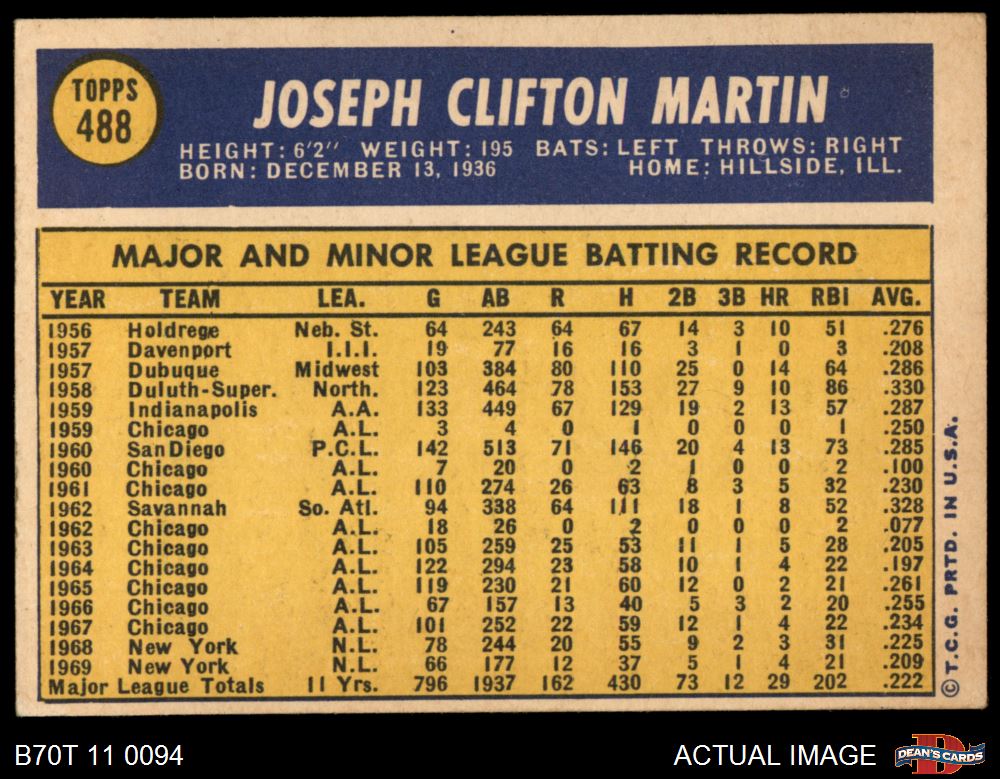 TOPPS
488
JOSEPH CLIFTON MARTIN
HEIGHT: 6'2" WEIGHT: 195 BATS: LEFT THROWS: RIGHT
BORN: DECEMBER 13, 1936 HOME: HILLSIDE, ILL.
MAJOR AND MINOR LEAGUE BATTING RECORD
YEAR TEAM LEA. G AB R H 2B 3B HR RBI AVG.
1956 Holdrege Neb. St. 64 243 64 67 14 3 10 51 .276
1957 Davenport I.I.I. 19 77 16 16 3 1 0 3 .208
1957 Dubuque Midwest 103 384 80 110 25 0 14 64 .286
1958 Duluth-Super. North. 123 464 78 153 27 9 10 86 .330
1959 Indianapolis A.A. 133 449 67 129 19 2 13 57 .287
1959 Chicago A.L. 3 4 0 1 0 0 0 1 .250
1960 San Diego P.C.L. 142 513 71 146 20 4 13 73 .285
1960 Chicago A.L. 7 20 0 2 1 0 0 2 .100
1961 Chicago A.L. 110 274 26 63 8 3 5 32 .230
1962 Savannah So. Atl. 94 338 64 111 18 1 8 52 .328
1962 Chicago A.L. 18 26 0 2 0 0 0 2 .077
1963 Chicago A.L. 105 259 25 53 11 1 5 28 .205
1964 Chicago A.L. 122 294 23 58 10 1 4 22 .197
1965 Chicago A.L. 119 230 21 60 12 0 2 21 .261
1966 Chicago A.L. 67 157 13 40 5 3 2 20 .255
1967 Chicago A.L. 101 252 22 59 12 1 4 22 .234
1968 New York N.L. 78 244 20 55 9 2 3 31 .225
1969 New York N.L. 66 177 12 37 5 1 4 21 .209
Major League Totals 11 Yrs. 796 1937 162 430 73 12 29 202 .222
© T.C.G. PRTD. IN U.S.A.
B70T 11 0094 ACTUAL IMAGE
DEAN'S CARDS